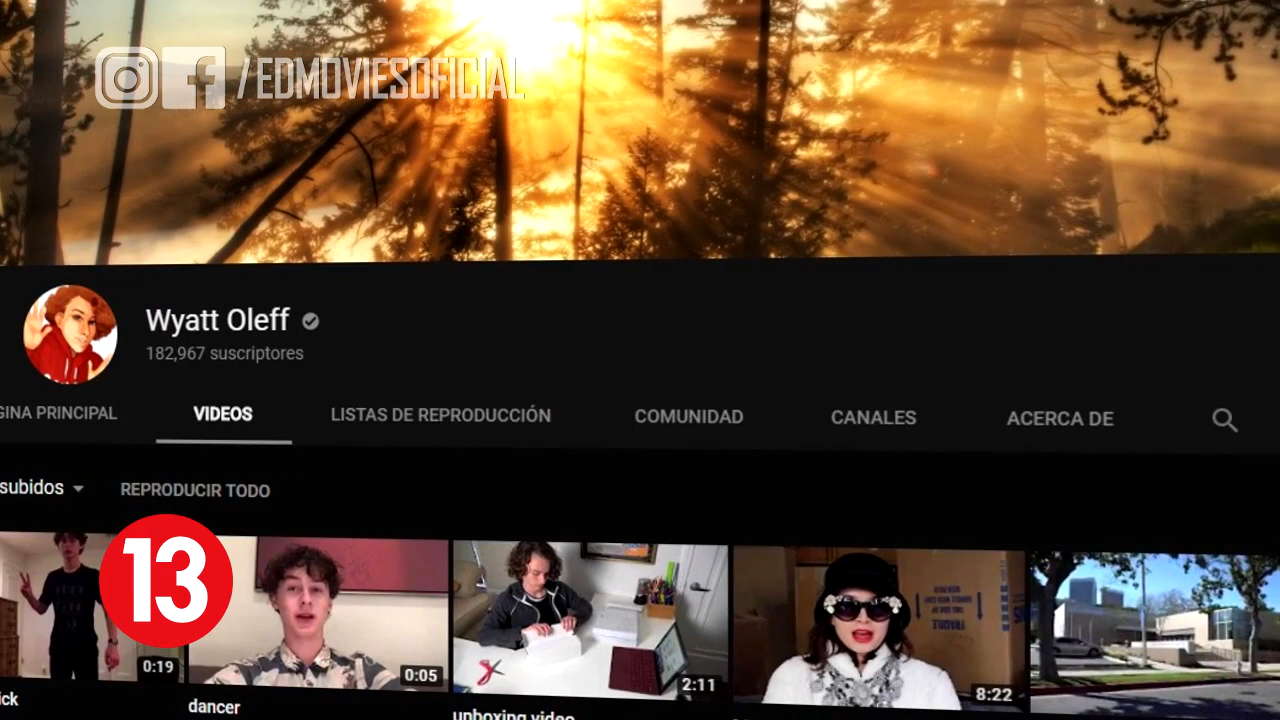 /EDMOVIESOFICIAL
Wyatt Oleff
182,967 suscriptores
GINA PRINCIPAL
VIDEOS
LISTAS DE REPRODUCCIÓN
COMUNIDAD
CANALES
ACERCA DE
subidos
REPRODUCIR TODO
13
0:19
0:05
2:11
8:22
FRAGILE
ick
dancer
unboxing video